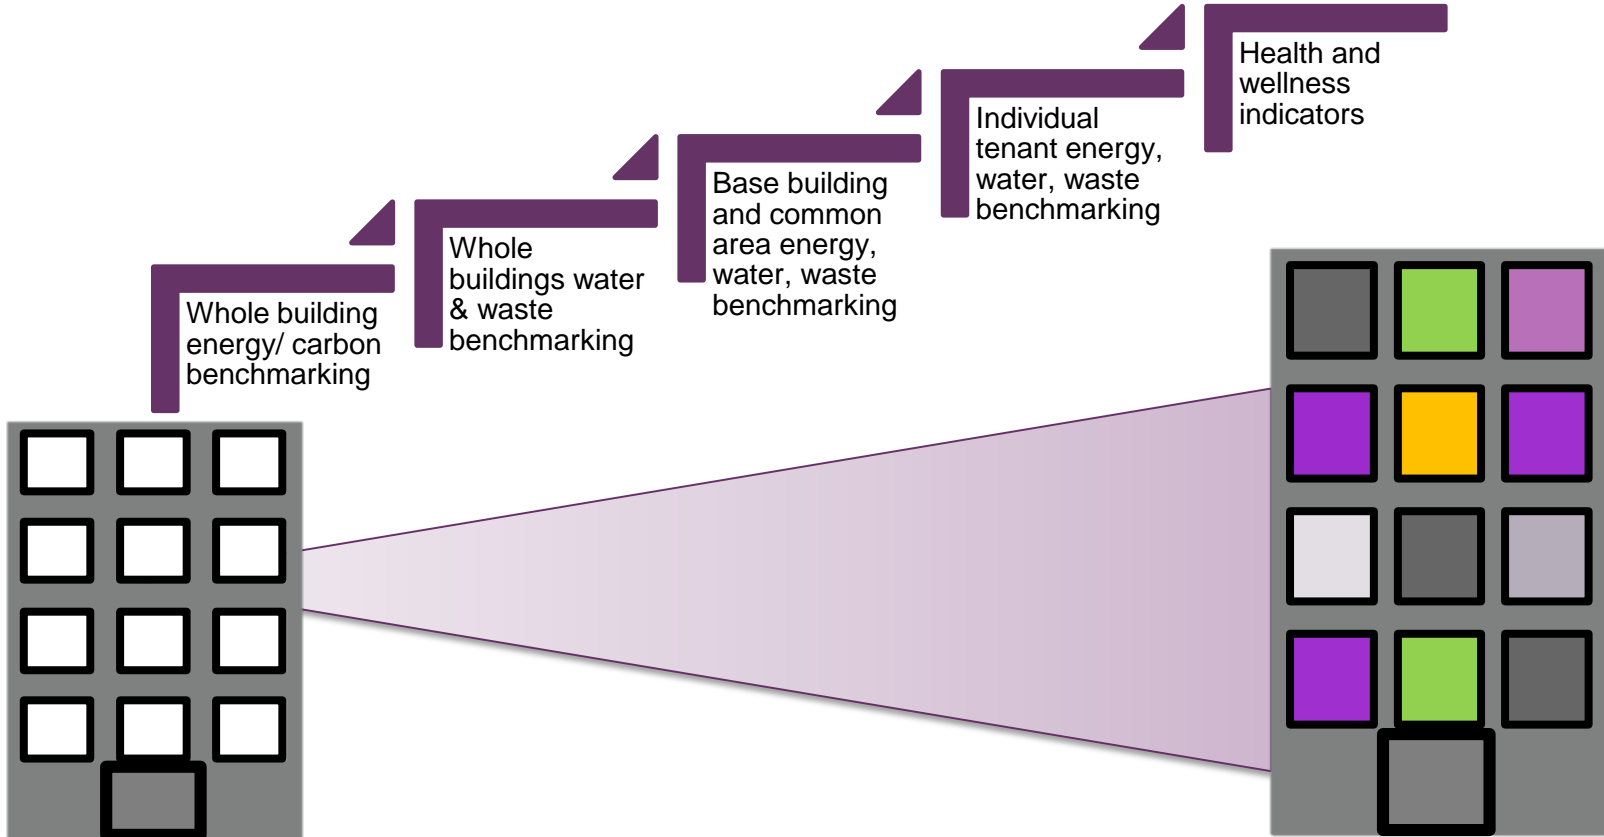 Whole building
energy/ carbon
benchmarking
Whole
buildings water
& waste
benchmarking
Base building
and common
area energy,
water, waste
benchmarking
Individual
tenant energy,
water, waste
benchmarking
Health and
wellness
indicators